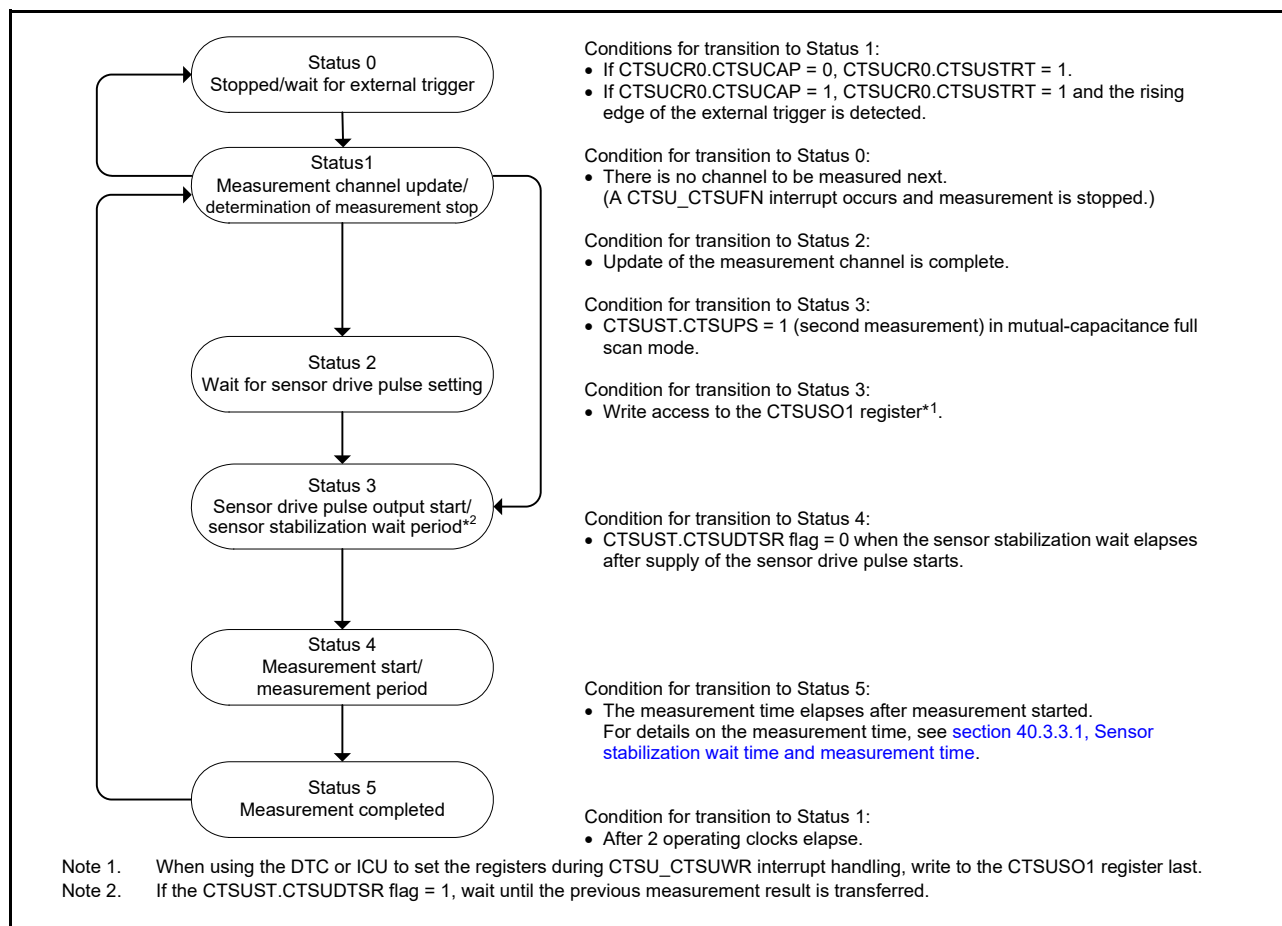 Status 0
Stopped/wait for external trigger
Status1
Measurement channel update/
determination of measurement stop
Status 2
Wait for sensor drive pulse setting
Status 3
Sensor drive pulse output start/
sensor stabilization wait period*2
Status 4
Measurement start/
measurement period
Status 5
Measurement completed
Conditions for transition to Status 1:
• If CTSUCR0.CTSUCAP = 0, CTSUCR0.CTSUSTRT = 1.
• If CTSUCR0.CTSUCAP = 1, CTSUCR0.CTSUSTRT = 1 and the rising
edge of the external trigger is detected.
Condition for transition to Status 0:
• There is no channel to be measured next.
(A CTSU_CTSUFN interrupt occurs and measurement is stopped.)
Condition for transition to Status 2:
• Update of the measurement channel is complete.
Condition for transition to Status 3:
• CTSUST.CTSUPS = 1 (second measurement) in mutual-capacitance full
scan mode.
Condition for transition to Status 3:
• Write access to the CTSUSO1 register*1.
Condition for transition to Status 4:
• CTSUST.CTSUDTSR flag = 0 when the sensor stabilization wait elapses
after supply of the sensor drive pulse starts.
Condition for transition to Status 5:
• The measurement time elapses after measurement started.
For details on the measurement time, see section 40.3.3.1, Sensor
stabilization wait time and measurement time.
Condition for transition to Status 1:
• After 2 operating clocks elapse.
Note 1. When using the DTC or ICU to set the registers during CTSU_CTSUWR interrupt handling, write to the CTSUSO1 register last.
Note 2. If the CTSUST.CTSUDTSR flag = 1, wait until the previous measurement result is transferred.